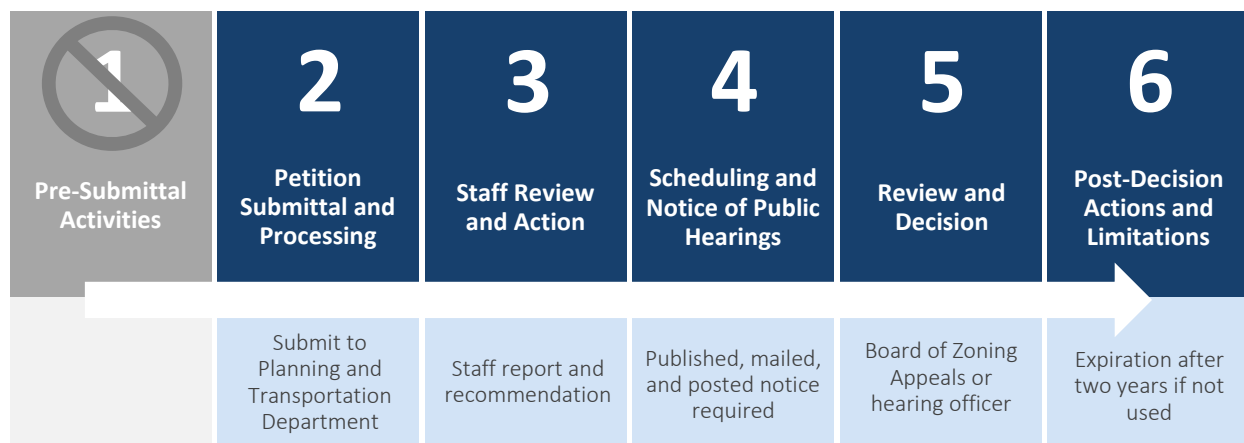 1
Pre-Submittal
Activities
2
Petition
Submittal and
Processing
Submit to
Planning and
Transportation
Department
3
Staff Review
and Action
Staff report and
recommendation
4
Scheduling and
Notice of Public
Hearings
Published, mailed,
and posted notice
required
5
Review and
Decision
Board of Zoning
Appeals or
hearing officer
6
Post-Decision
Actions and
Limitations
Expiration after
two years if not
used